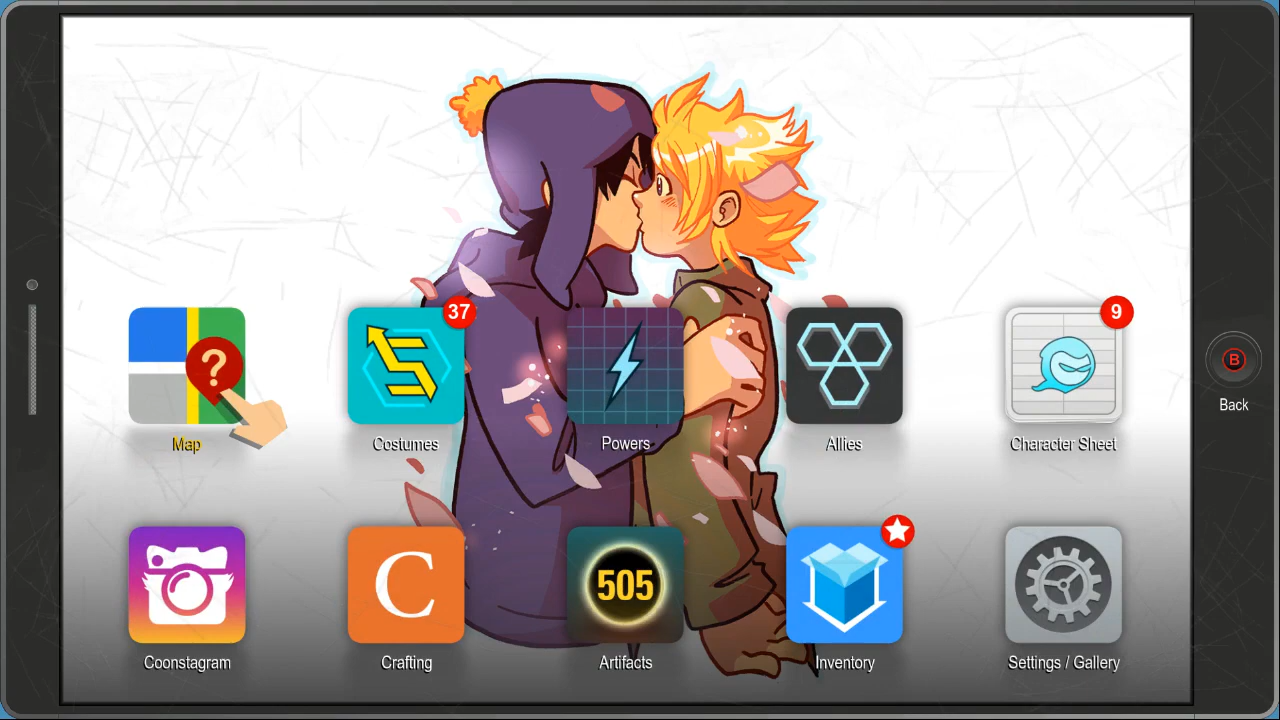 37
9
?
B
Back
Map
Costumes
Powers
Allies
Character Sheet
C
505
Coonstagram
Crafting
Artifacts
Inventory
Settings / Gallery